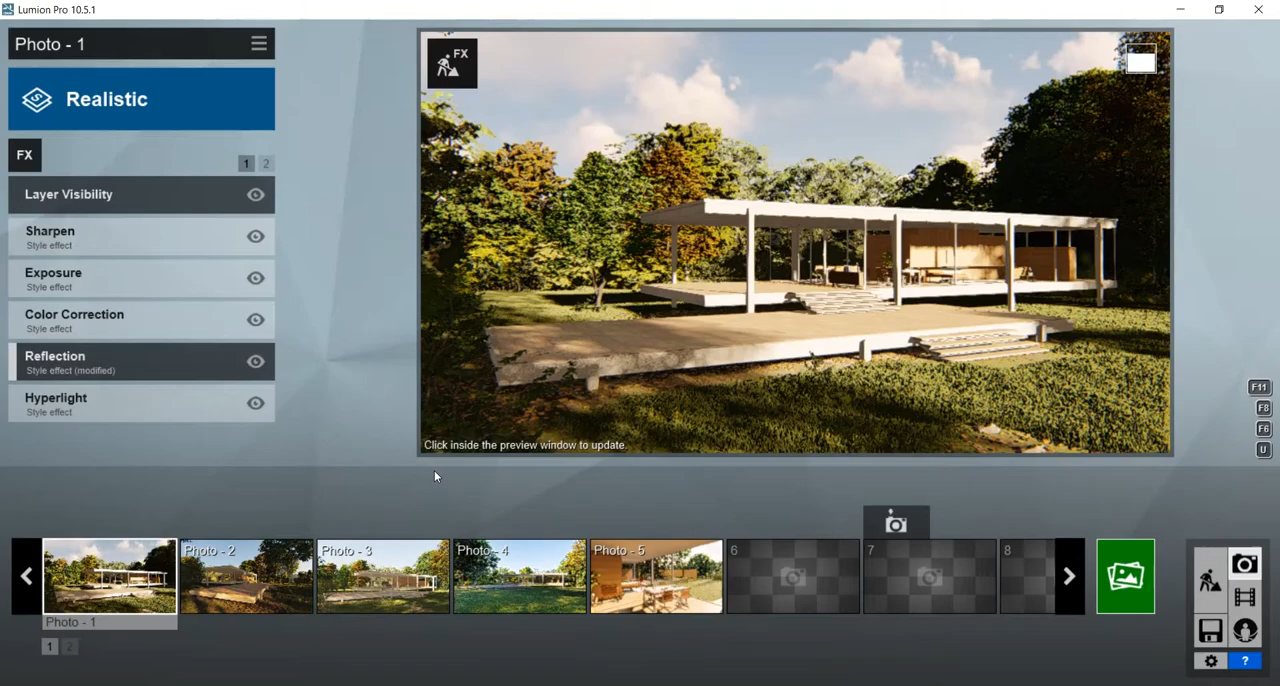 Lumion Pro 10.5.1
Photo - 1
Realistic
FX
1 2
Layer Visibility
Sharpen
Style effect
Exposure
Style effect
Color Correction
Style effect
Reflection
Style effect (modified)
Hyperlight
Style effect
FX
Click inside the preview window to update.
F11
F8
F6
U
Photo - 2
Photo - 3
Photo - 4
Photo - 5
6
7
8
Photo - 1
1 2
?